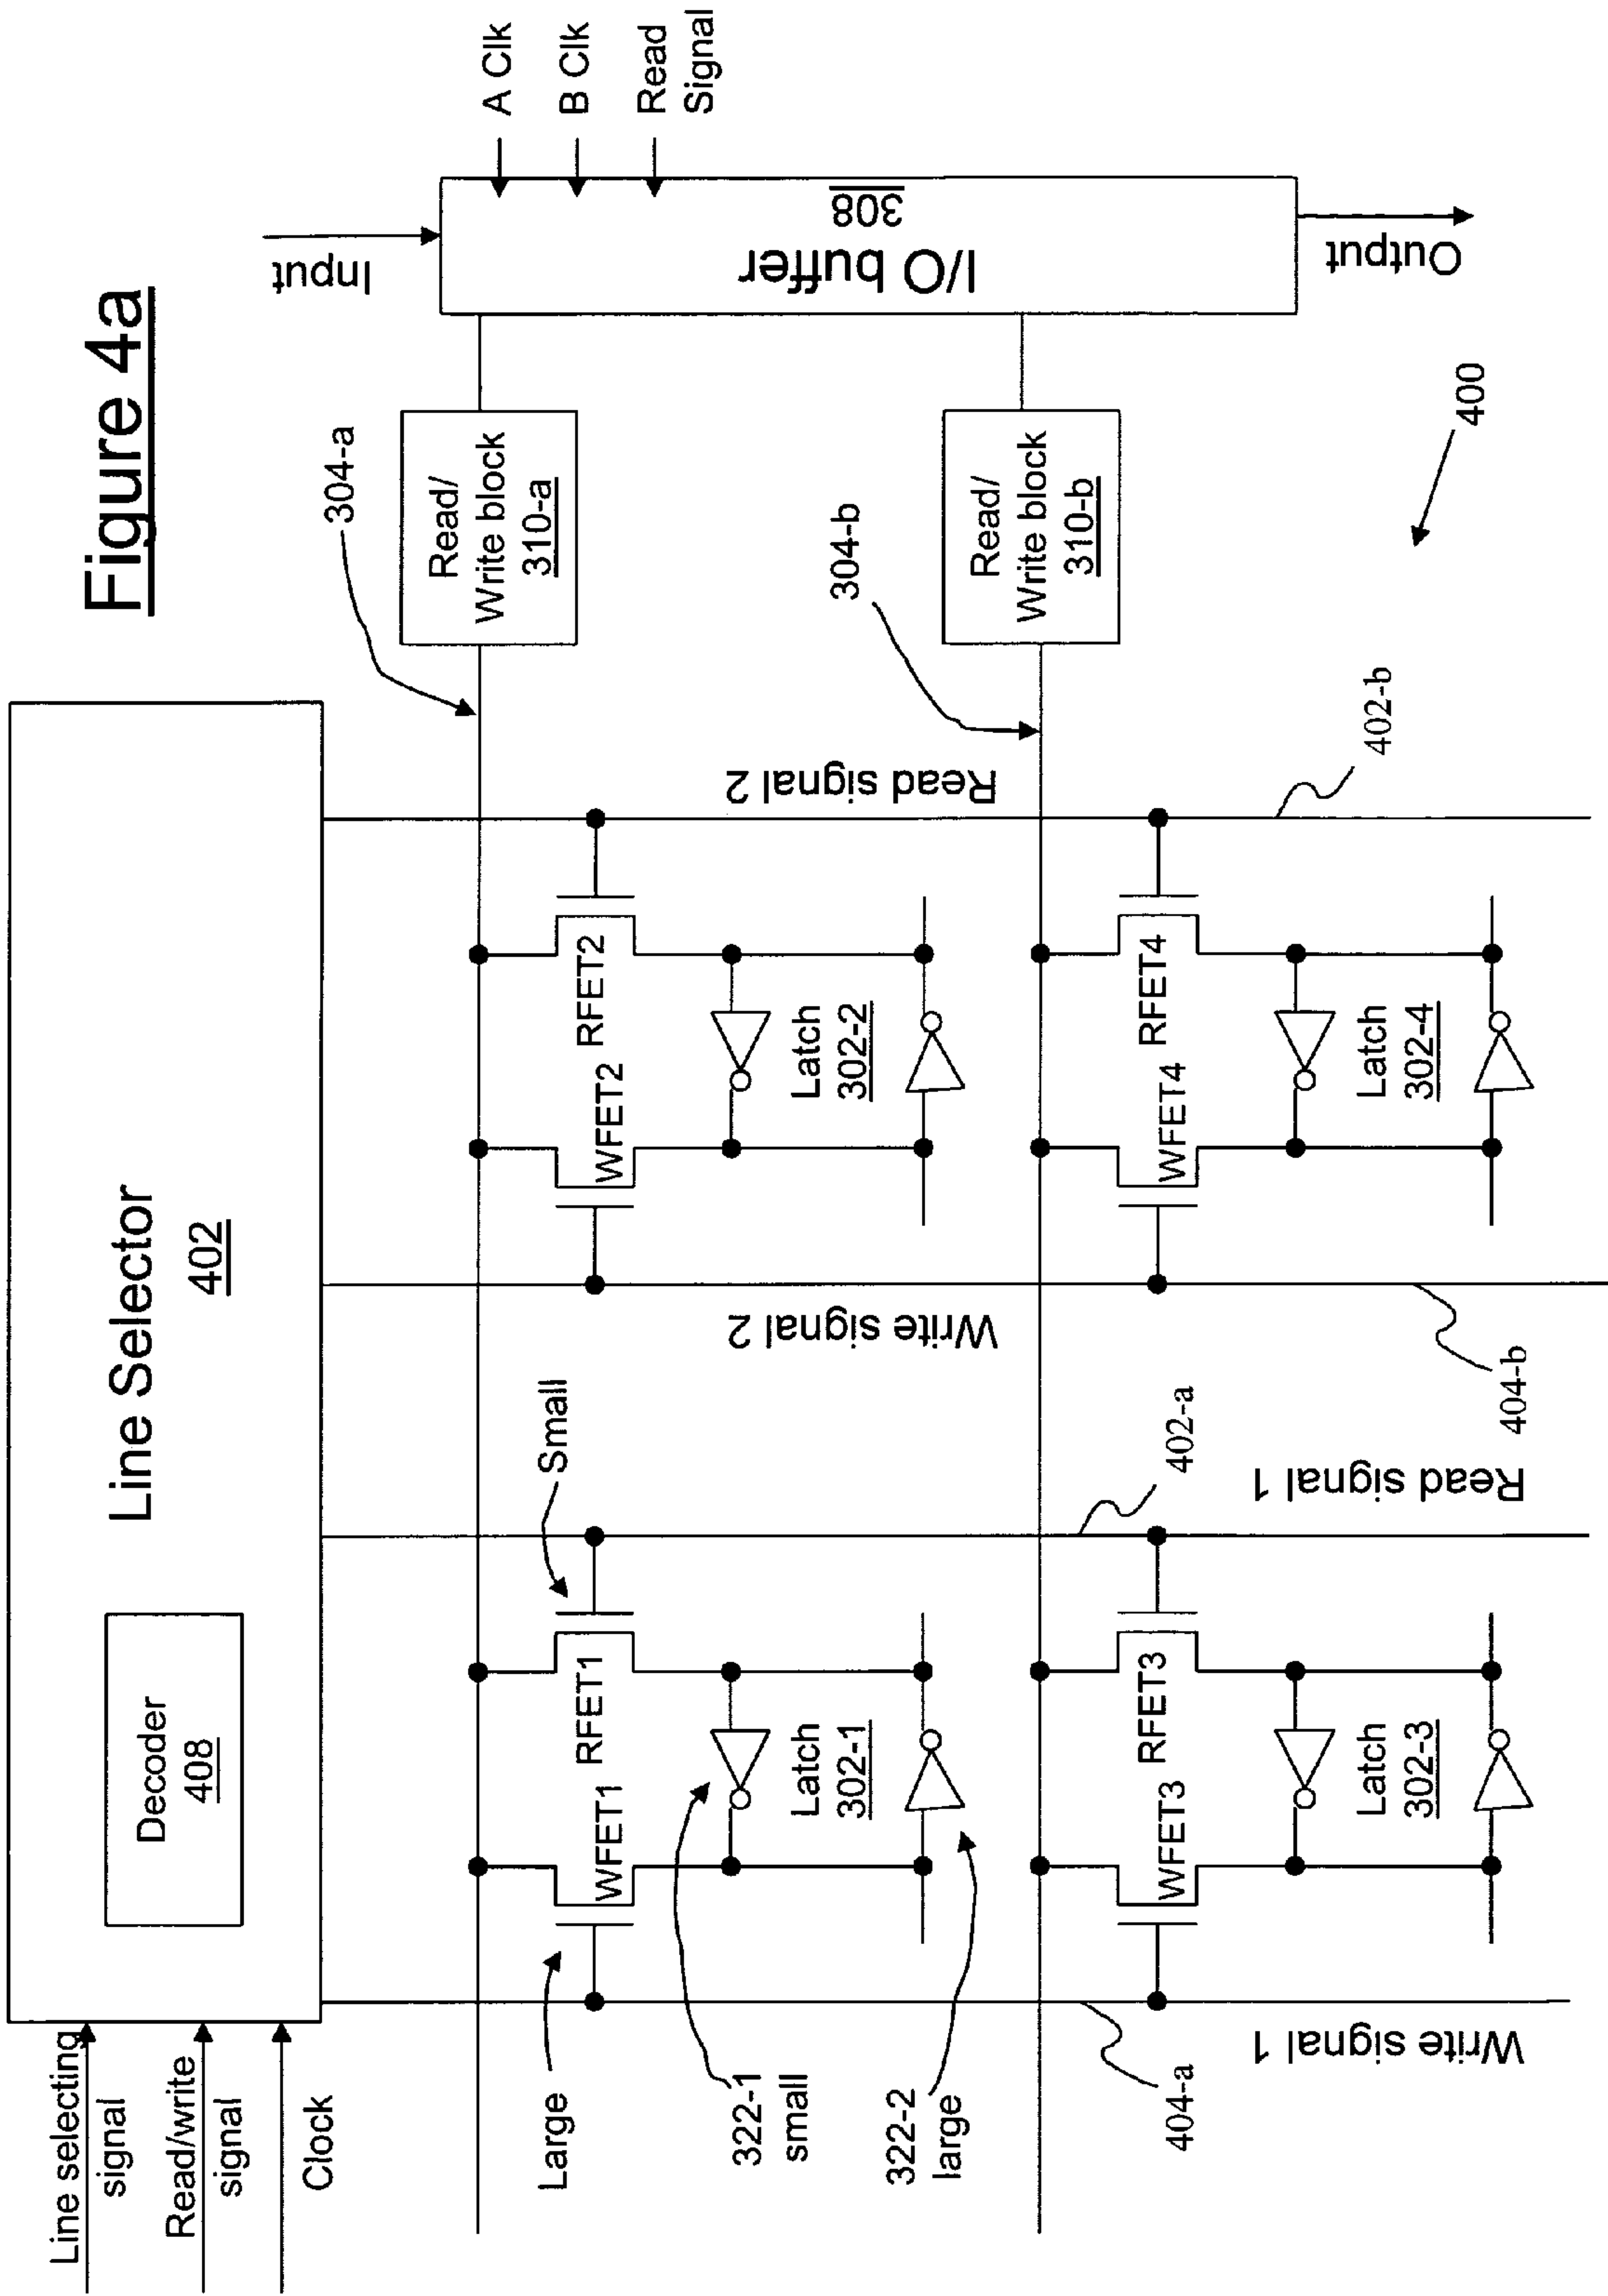 Figure 4a
Line selecting
signal
Read/write
signal
Clock
Decoder
408
Line Selector
402
A Clk
B Clk
Read
Signal
Input
I/O buffer
308
Output
304-a
Read/
Write block
310-a
304-b
Read/
Write block
310-b
400
Large
WFET1
RFET1
Small
322-1
small
Latch
302-1
322-2
large
WFET2
RFET2
Latch
302-2
Write signal 2
Read signal 2
WFET3
RFET3
Latch
302-3
WFET4
RFET4
Latch
302-4
Write signal 1
404-a
Read signal 1
402-a
404-b
402-b